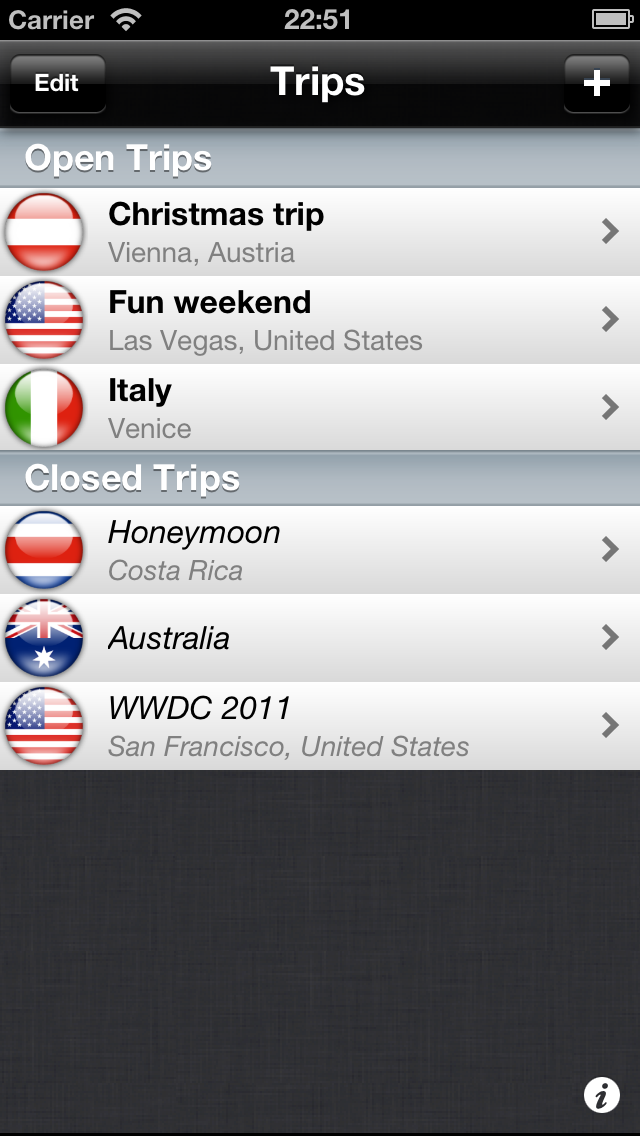 Carrier 22:51
Edit Trips +
Open Trips
Christmas trip
Vienna, Austria
Fun weekend
Las Vegas, United States
Italy
Venice
Closed Trips
Honeymoon
Costa Rica
Australia
WWDC 2011
San Francisco, United States
i